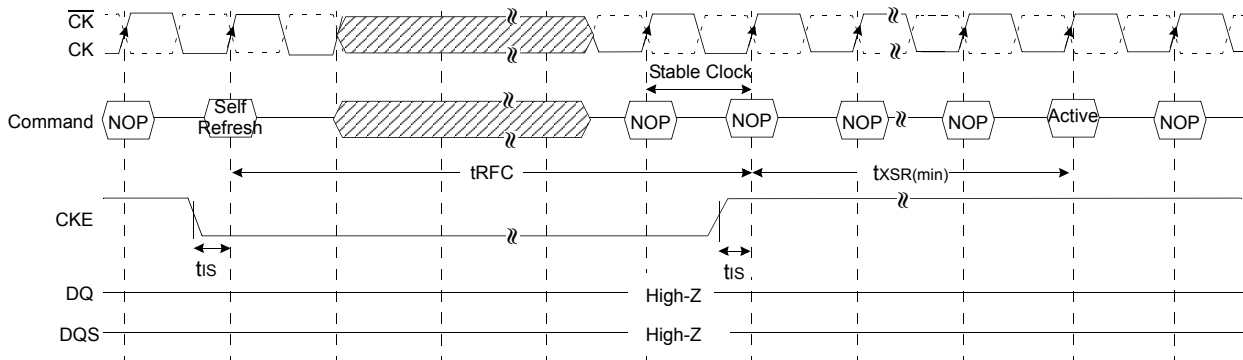 CK
CK
Stable Clock
Command NOP Self Refresh NOP NOP NOP NOP Active NOP
tRFC tXSR(min)
CKE
tIS tIS
DQ High-Z
DQS High-Z